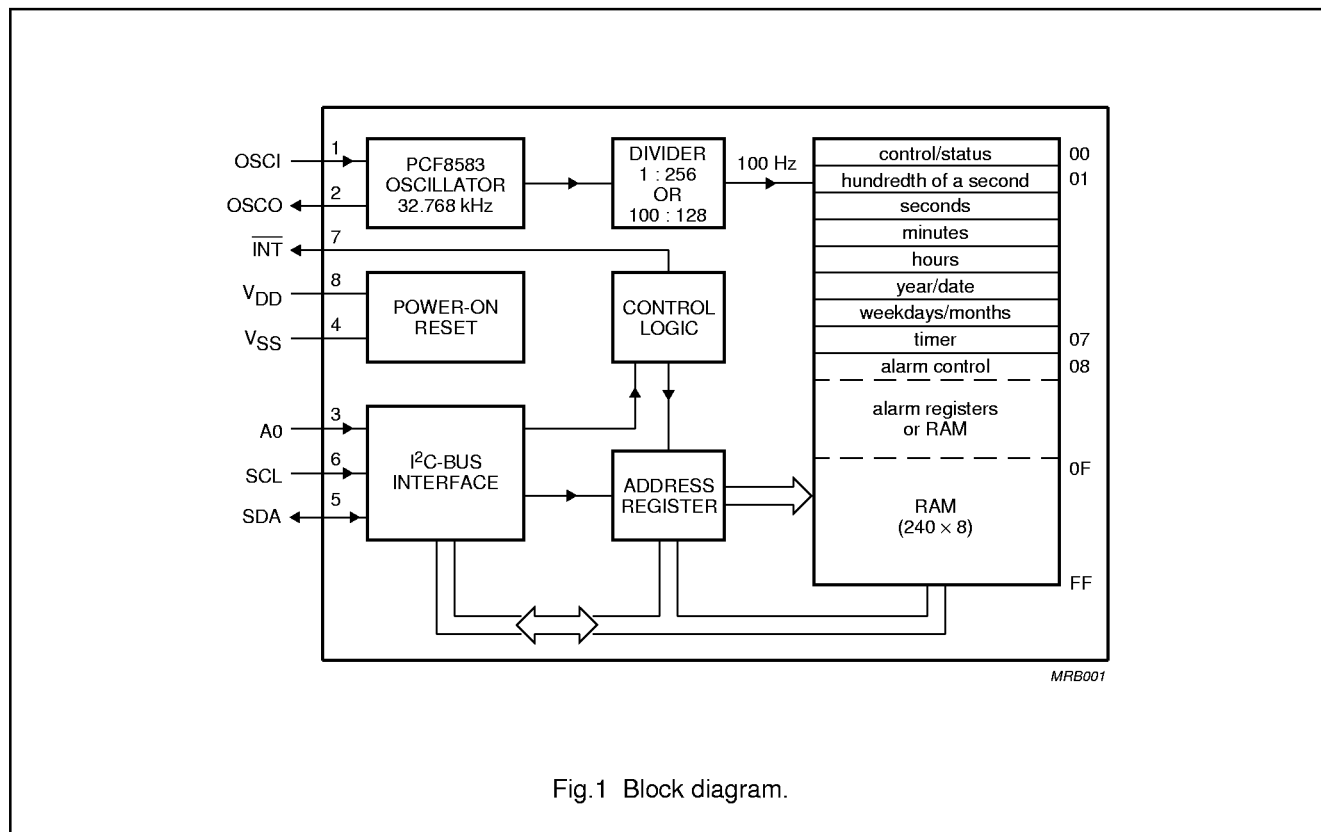 OSCI
1
OSCO
2
INT
7
VDD
8
VSS
4
A0
3
SCL
6
SDA
5
PCF8583
OSCILLATOR
32.768 kHz
DIVIDER
1 : 256
OR
100 : 128
100 Hz
POWER-ON
RESET
CONTROL
LOGIC
I²C-BUS
INTERFACE
ADDRESS
REGISTER
control/status
00
hundredth of a second
01
seconds
minutes
hours
year/date
weekdays/months
timer
07
alarm control
08
alarm registers
or RAM
0F
RAM
(240 × 8)
FF
MRB001
Fig.1 Block diagram.